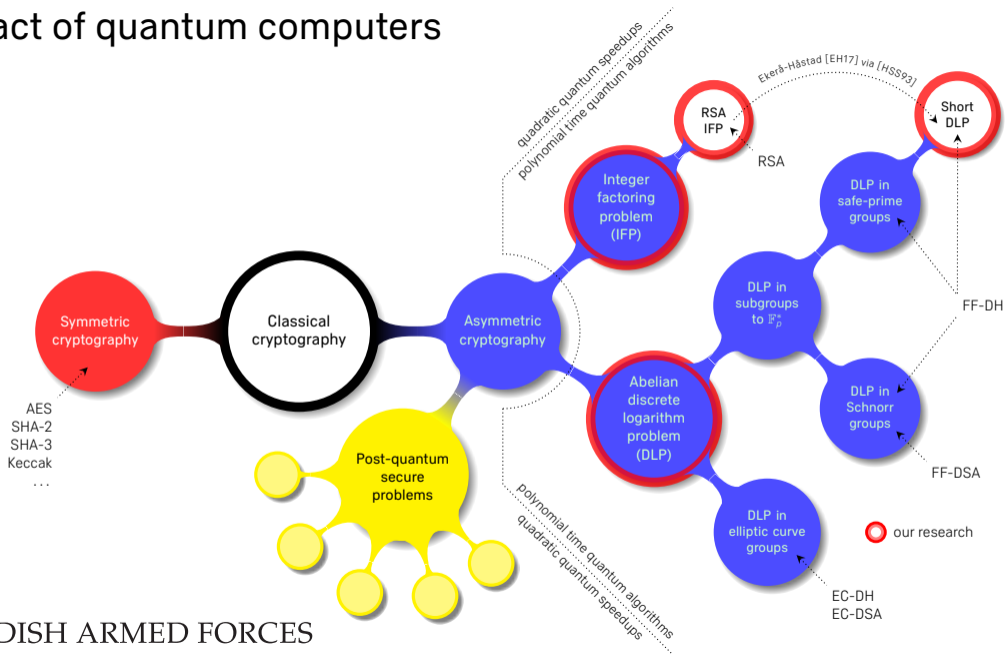 act of quantum computers
quadratic quantum speedups
polynomial time quantum algorithms
Ekerå-Håstad [EH17] via [HSS93]
RSA
IFP
Short
DLP
RSA
Integer
factoring
problem
(IFP)
DLP in
safe-prime
groups
Symmetric
cryptography
Classical
cryptography
Asymmetric
cryptography
DLP in
subgroups
to 𝔽*ₚ
FF-DH
AES
SHA-2
SHA-3
Keccak
...
Abelian
discrete
logarithm
problem
(DLP)
DLP in
Schnorr
groups
FF-DSA
Post-quantum
secure
problems
DLP in
elliptic curve
groups
our research
polynomial time quantum algorithms
quadratic quantum speedups
EC-DH
EC-DSA
DISH ARMED FORCES